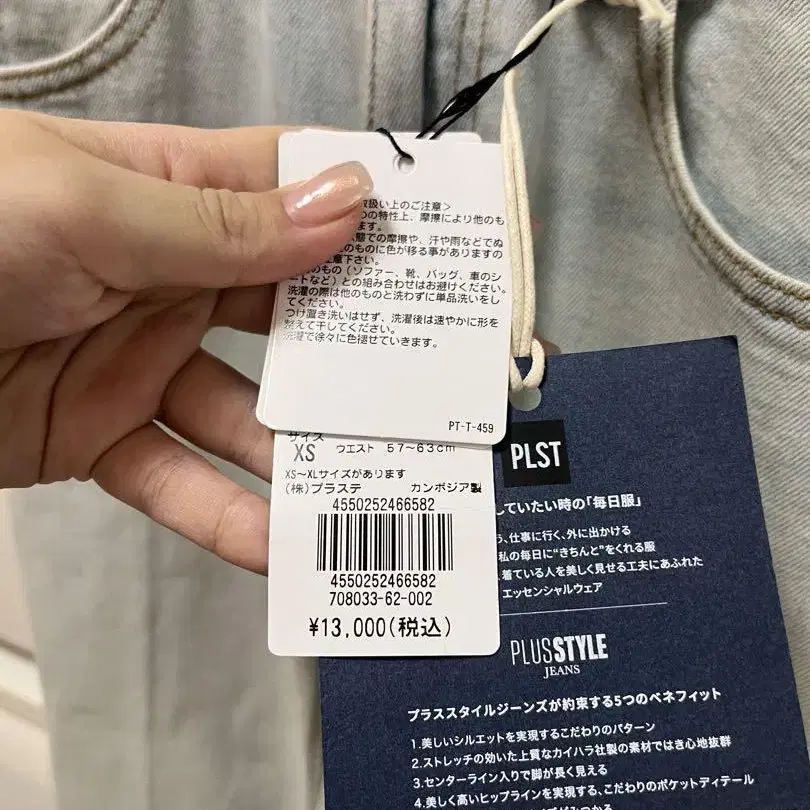 取扱い上のご注意＞
の特性上、摩擦により他のも
ます。
態での摩擦や、汗や雨などでぬ
のものに色が移る事がありますの
注意下さい。
のもの（ソファー、靴、バッグ、車のシ
ートなど）との組み合わせはお避けください。
洗濯の際は他のものと洗わずに単品洗いをし
てください。
つけ置き洗いはせず、洗濯後は速やかに形を
整えて干してください。
洗濯で徐々に色褪せていきます。
PT-T-459
サイズ
XS ウエスト 57〜63cm
XS〜XLサイズがあります
(株)プラステ カンボジア製
4550252466582
4550252466582
708033-62-002
¥13,000(税込)
PLST
していたい時の「毎日服」
う、仕事に行く、外に出かける
私の毎日に“きちんと”をくれる服
、着ている人を美しく見せる工夫にあふれた
エッセンシャルウェア
PLUSSTYLE
JEANS
プラススタイルジーンズが約束する5つのベネフィット
1.美しいシルエットを実現するこだわりのパターン
2.ストレッチの効いた上質なカイハラ社製の素材ではき心地抜群
3.センターライン入りで脚が長く見える
4.美しく高いヒップラインを実現する、こだわりのポケットディテール